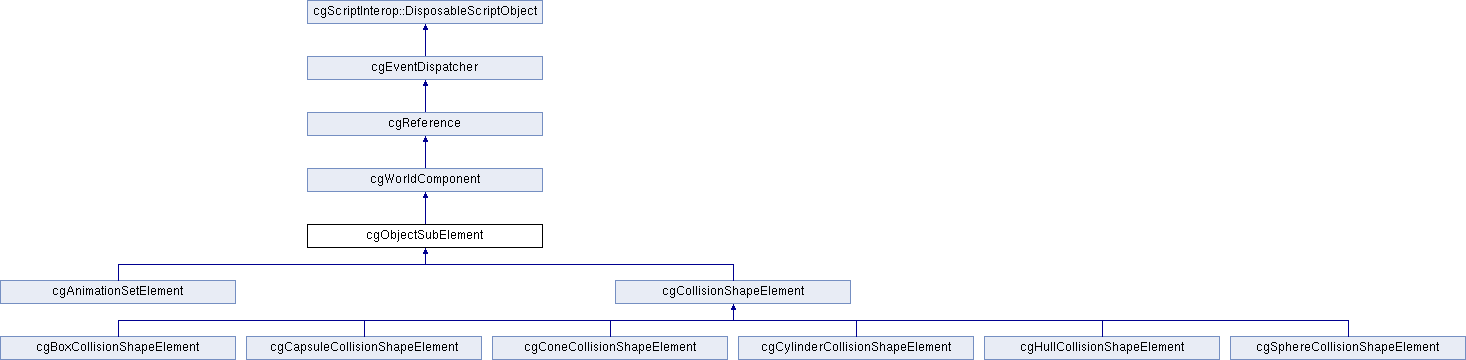 cgScriptInterop::DisposableScriptObject
cgEventDispatcher
cgReference
cgWorldComponent
cgObjectSubElement
cgAnimationSetElement
cgCollisionShapeElement
cgBoxCollisionShapeElement
cgCapsuleCollisionShapeElement
cgConeCollisionShapeElement
cgCylinderCollisionShapeElement
cgHullCollisionShapeElement
cgSphereCollisionShapeElement